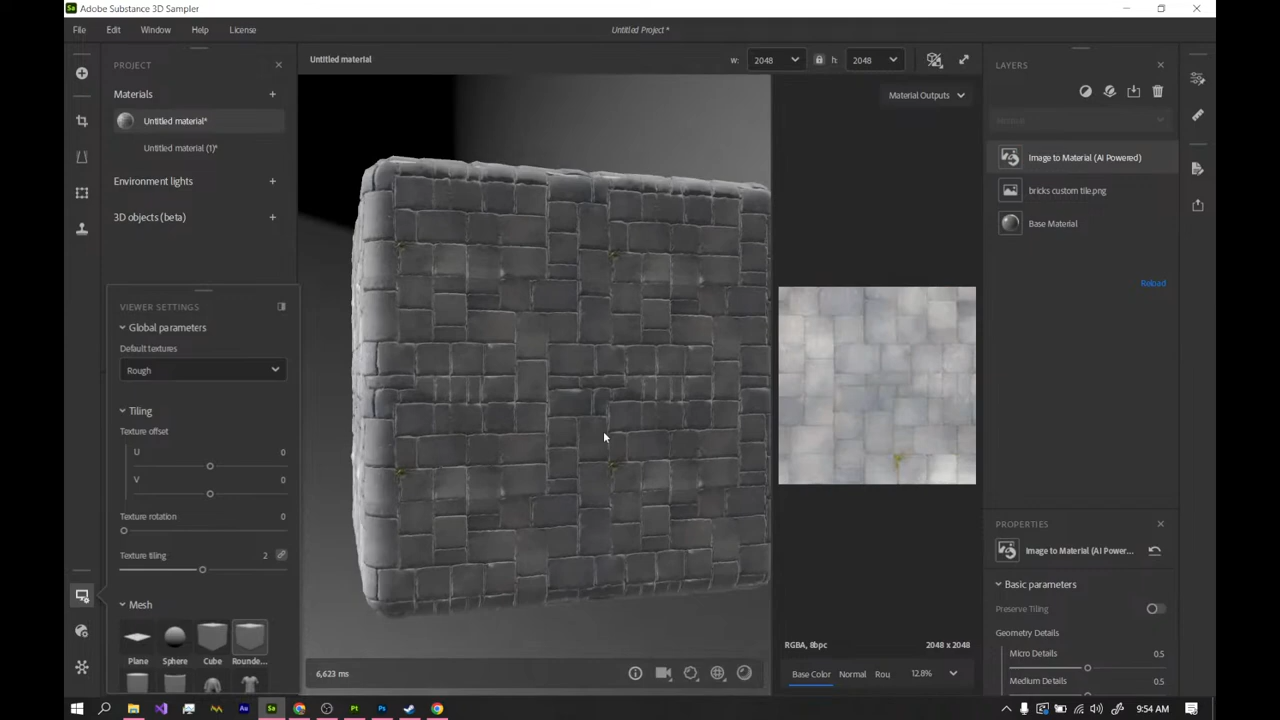 Sa Adobe Substance 3D Sampler
File Edit Window Help License
Untitled Project *
PROJECT
Materials
Untitled material*
Untitled material (1)*
Environment lights
3D objects (beta)
VIEWER SETTINGS
Global parameters
Default textures
Rough
Tiling
Texture offset
U 0
V 0
Texture rotation 0
Texture tiling 2
Mesh
Plane Sphere Cube Rounde...
Untitled material
w: 2048 h: 2048
Material Outputs
6,623 ms
RGBA, 8bpc 2048 x 2048
Base Color Normal Rou 12.8%
LAYERS
Image to Material (AI Powered)
bricks custom tile.png
Base Material
Reload
PROPERTIES
Image to Material (AI Power...
Basic parameters
Preserve Tiling
Geometry Details
Micro Details 0.5
Medium Details 0.5
Au Sa Pt Ps
9:54 AM